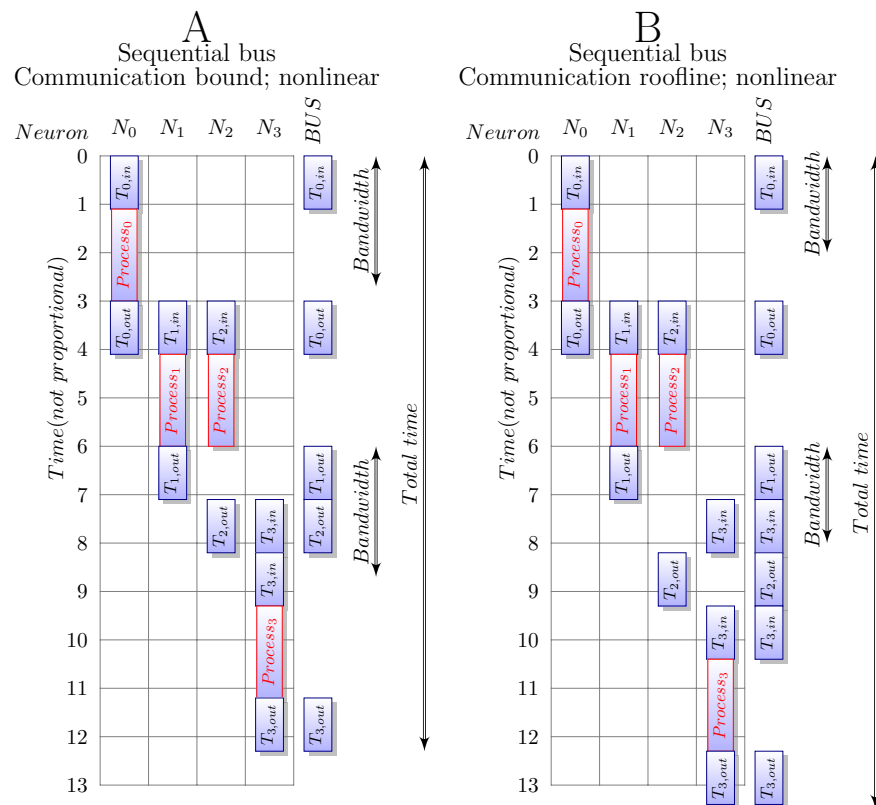 A
Sequential bus
Communication bound; nonlinear
Neuron N₀ N₁ N₂ N₃ BUS
Time(not proportional)
0
1
2
3
4
5
6
7
8
9
10
11
12
13
T₀,in
Process₀
T₀,out
T₁,in
Process₁
T₁,out
T₂,in
Process₂
T₂,out
T₃,in
T₃,in
Process₃
T₃,out
T₀,in
T₀,out
T₁,out
T₂,out
T₃,out
Bandwidth
Bandwidth
Total time
B
Sequential bus
Communication roofline; nonlinear
Neuron N₀ N₁ N₂ N₃ BUS
Time(not proportional)
0
1
2
3
4
5
6
7
8
9
10
11
12
13
T₀,in
Process₀
T₀,out
T₁,in
Process₁
T₁,out
T₂,in
Process₂
T₂,out
T₃,in
T₃,in
Process₃
T₃,out
T₀,in
T₀,out
T₁,out
T₃,in
T₂,out
T₃,in
T₃,out
Bandwidth
Bandwidth
Total time